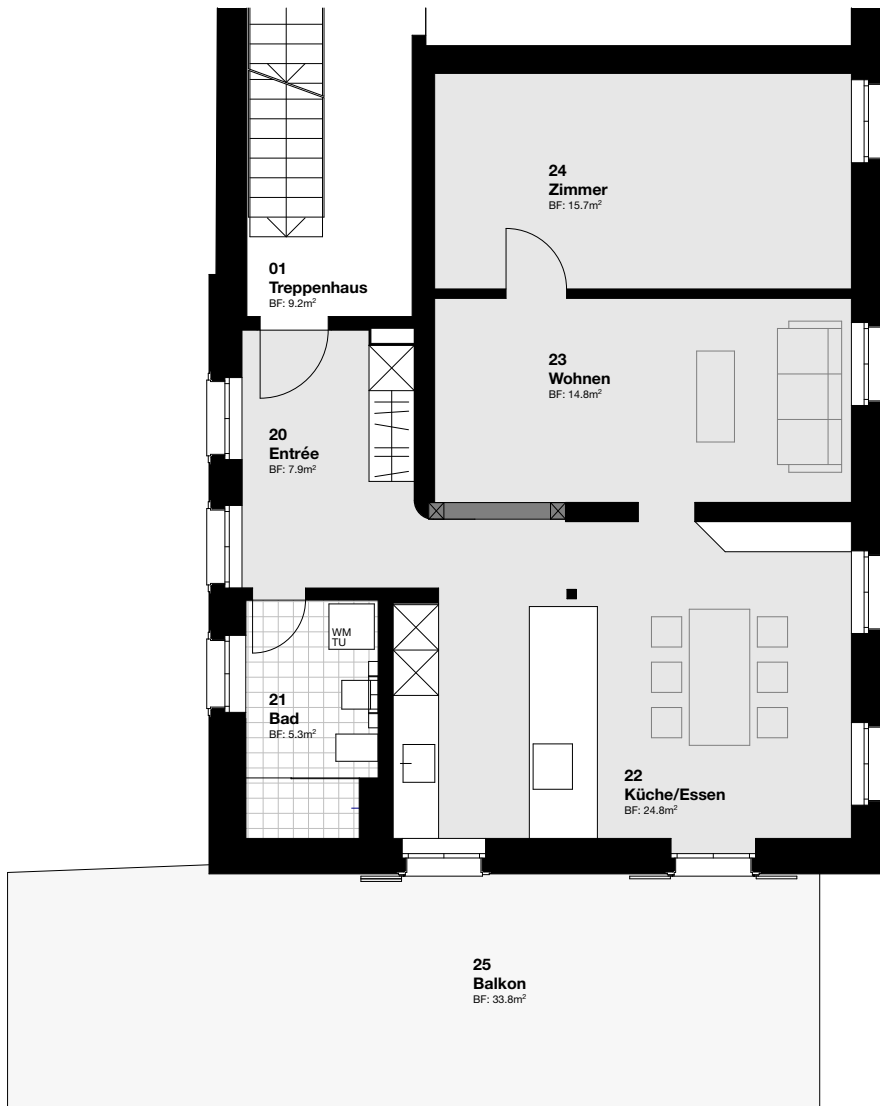 24
Zimmer
BF: 15.7m²
01
Treppenhaus
BF: 9.2m²
23
Wohnen
BF: 14.8m²
20
Entrée
BF: 7.9m²
WM
TU
21
Bad
BF: 5.3m²
22
Küche/Essen
BF: 24.8m²
25
Balkon
BF: 33.8m²